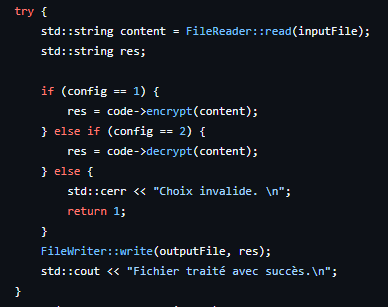 try {
    std::string content = FileReader::read(inputFile);
    std::string res;

    if (config == 1) {
        res = code->encrypt(content);
    } else if (config == 2) {
        res = code->decrypt(content);
    } else {
        std::cerr << "Choix invalide. \n";
        return 1;
    }
    FileWriter::write(outputFile, res);
    std::cout << "Fichier traité avec succès.\n";
}